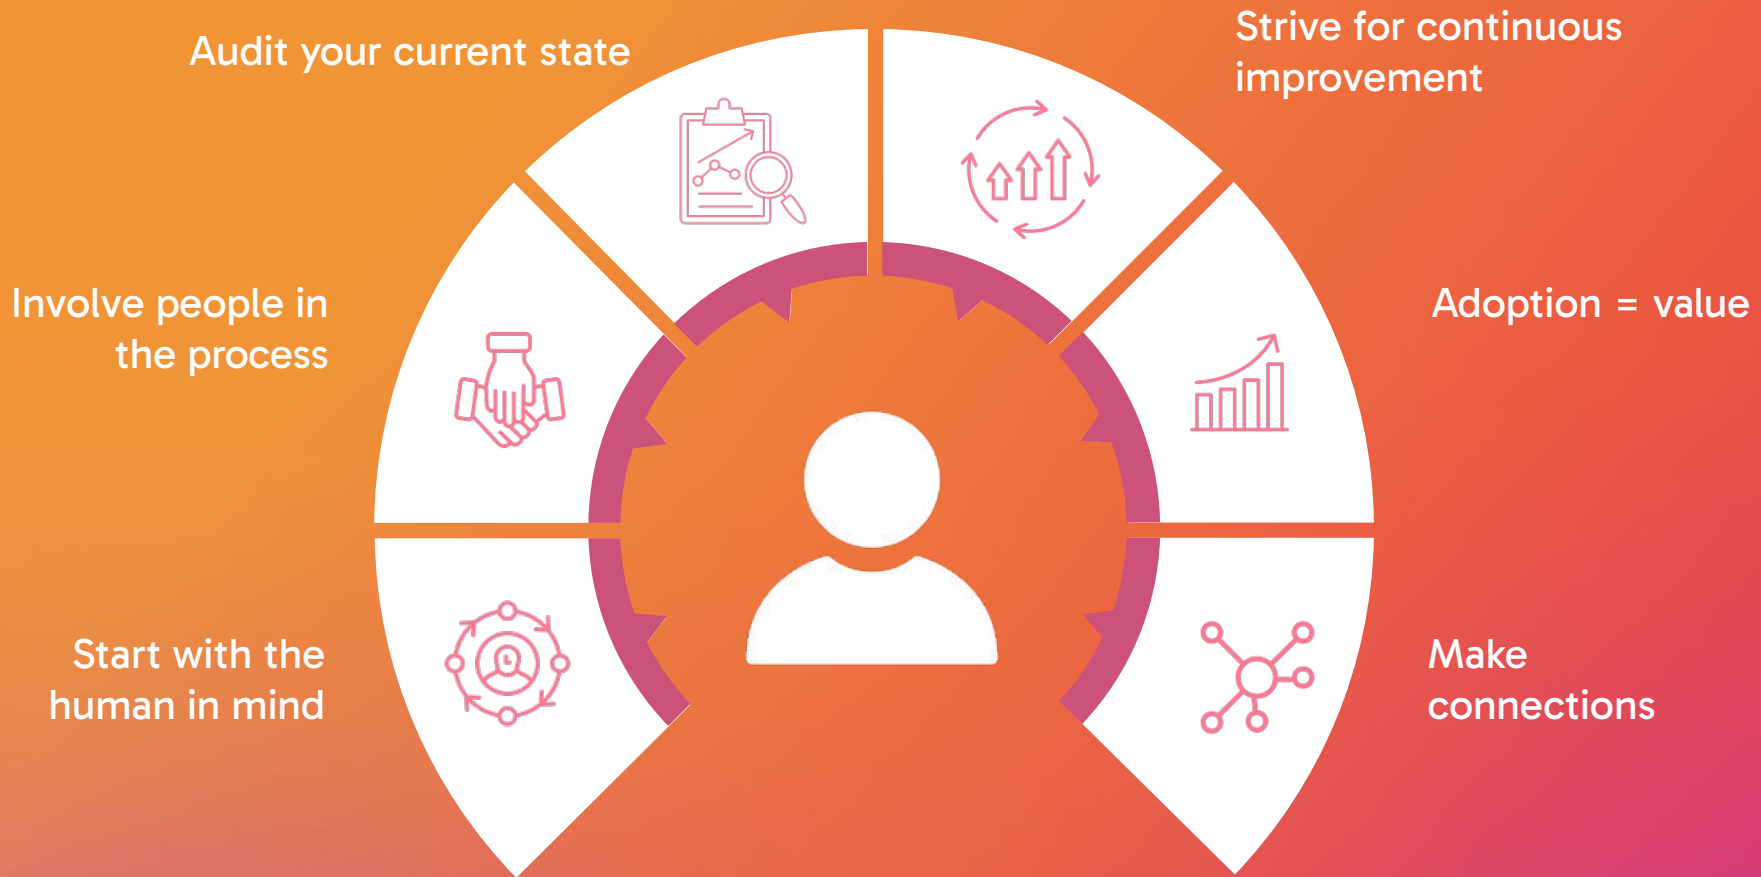 Audit your current state
Strive for continuous
improvement
Involve people in
the process
Adoption = value
Start with the
human in mind
Make
connections